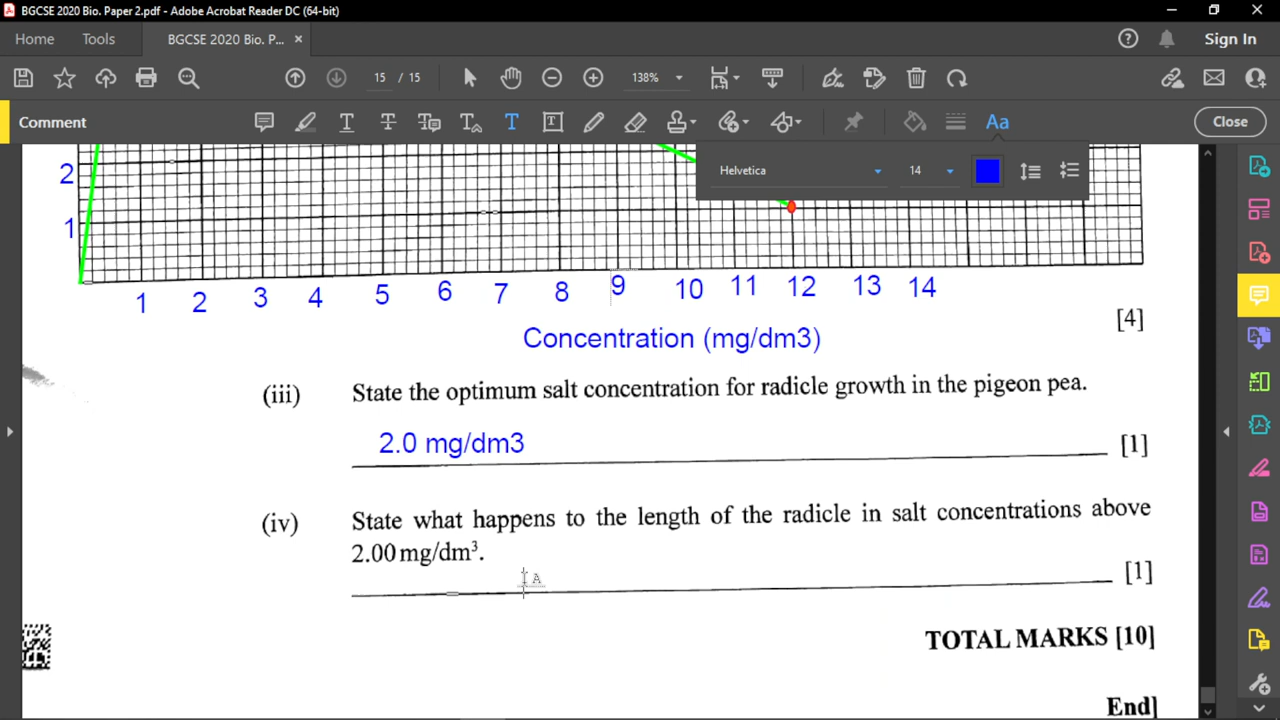 BGCSE 2020 Bio. Paper 2.pdf - Adobe Acrobat Reader DC (64-bit)
Home Tools BGCSE 2020 Bio. P... × Sign In
15 / 15 138%
Comment Close
Helvetica 14
2
1
1 2 3 4 5 6 7 8 9 10 11 12 13 14
[4]
Concentration (mg/dm3)
(iii) State the optimum salt concentration for radicle growth in the pigeon pea.
2.0 mg/dm3 [1]
(iv) State what happens to the length of the radicle in salt concentrations above
2.00 mg/dm³.
[1]
TOTAL MARKS [10]
End]